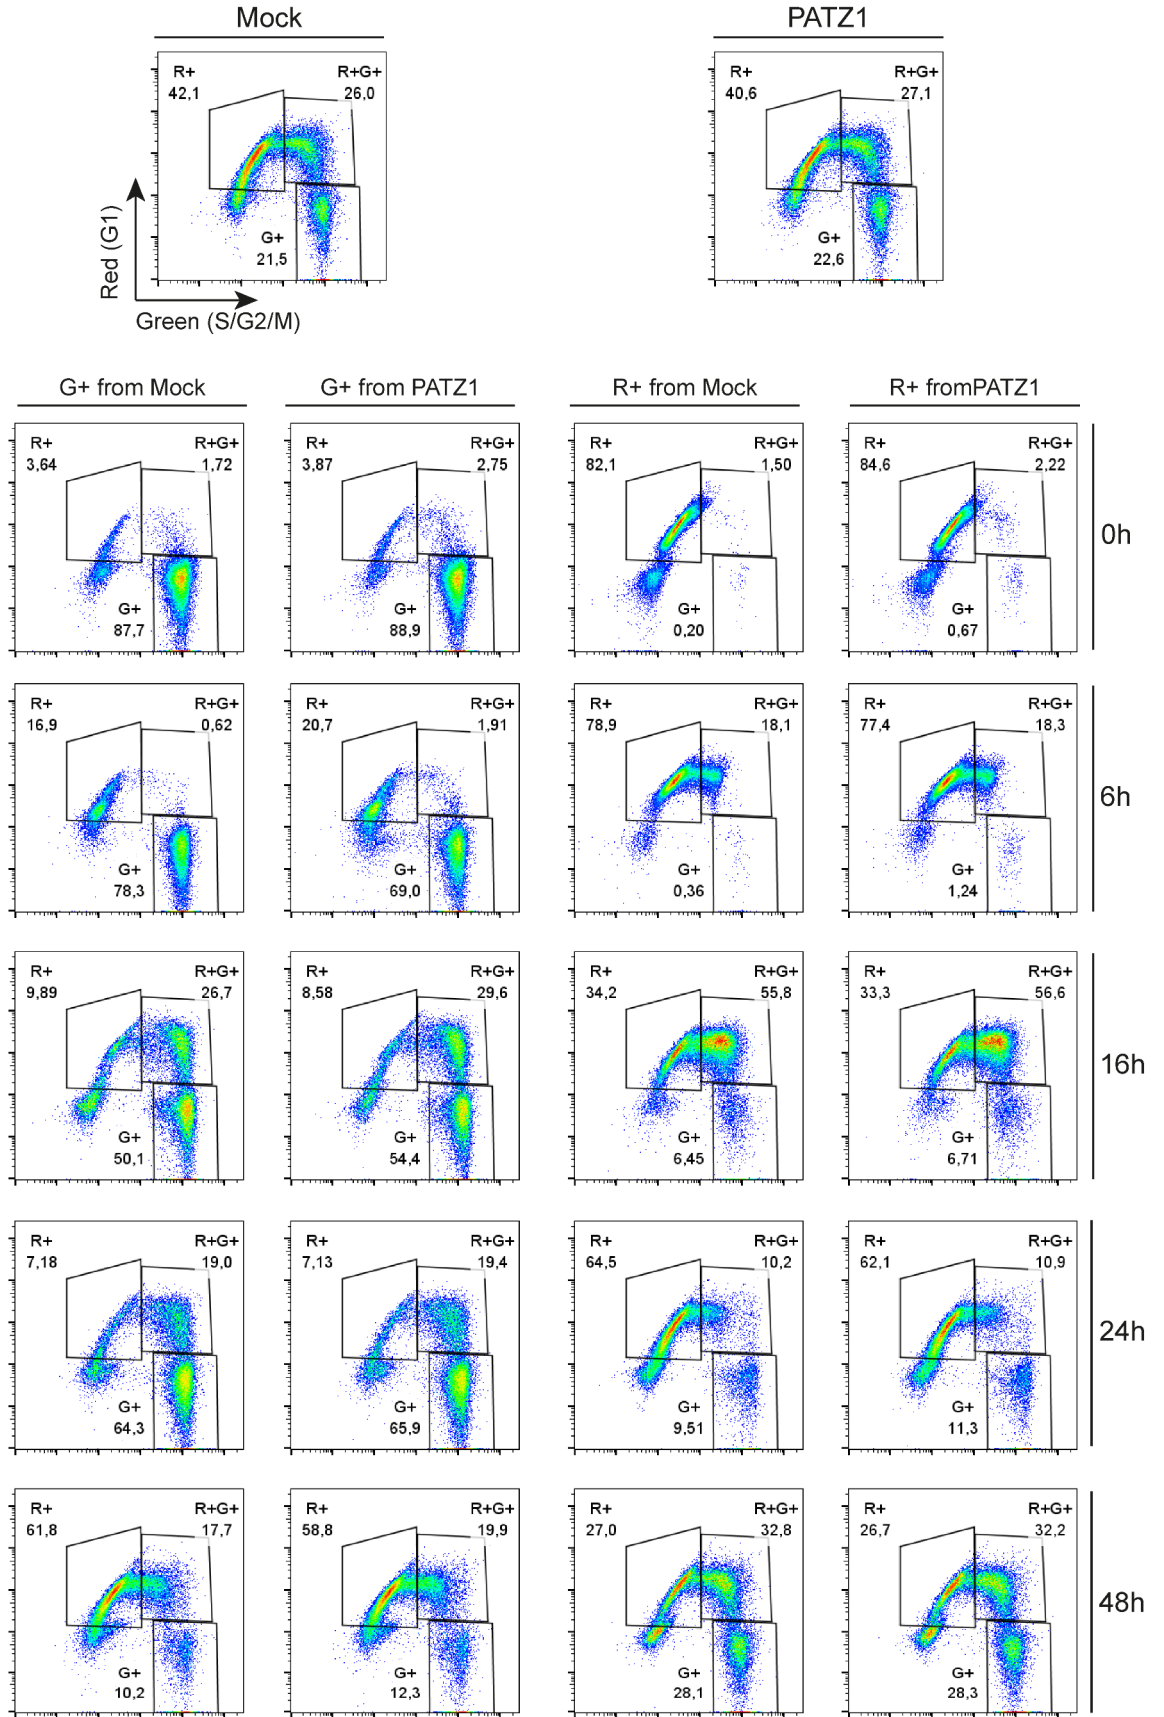 Mock PATZ1
R+ R+G+ R+ R+G+
42,1 26,0 40,6 27,1
Red (G1)
G+ G+
21,5 22,6
Green (S/G2/M)
G+ from Mock G+ from PATZ1 R+ from Mock R+ fromPATZ1
R+ R+G+ R+ R+G+ R+ R+G+ R+ R+G+
3,64 1,72 3,87 2,75 82,1 1,50 84,6 2,22
0h
G+ G+ G+ G+
87,7 88,9 0,20 0,67
R+ R+G+ R+ R+G+ R+ R+G+ R+ R+G+
16,9 0,62 20,7 1,91 78,9 18,1 77,4 18,3
6h
G+ G+ G+ G+
78,3 69,0 0,36 1,24
R+ R+G+ R+ R+G+ R+ R+G+ R+ R+G+
9,89 26,7 8,58 29,6 34,2 55,8 33,3 56,6
16h
G+ G+ G+ G+
50,1 54,4 6,45 6,71
R+ R+G+ R+ R+G+ R+ R+G+ R+ R+G+
7,18 19,0 7,13 19,4 64,5 10,2 62,1 10,9
24h
G+ G+ G+ G+
64,3 65,9 9,51 11,3
R+ R+G+ R+ R+G+ R+ R+G+ R+ R+G+
61,8 17,7 58,8 19,9 27,0 32,8 26,7 32,2
48h
G+ G+ G+ G+
10,2 12,3 28,1 28,3